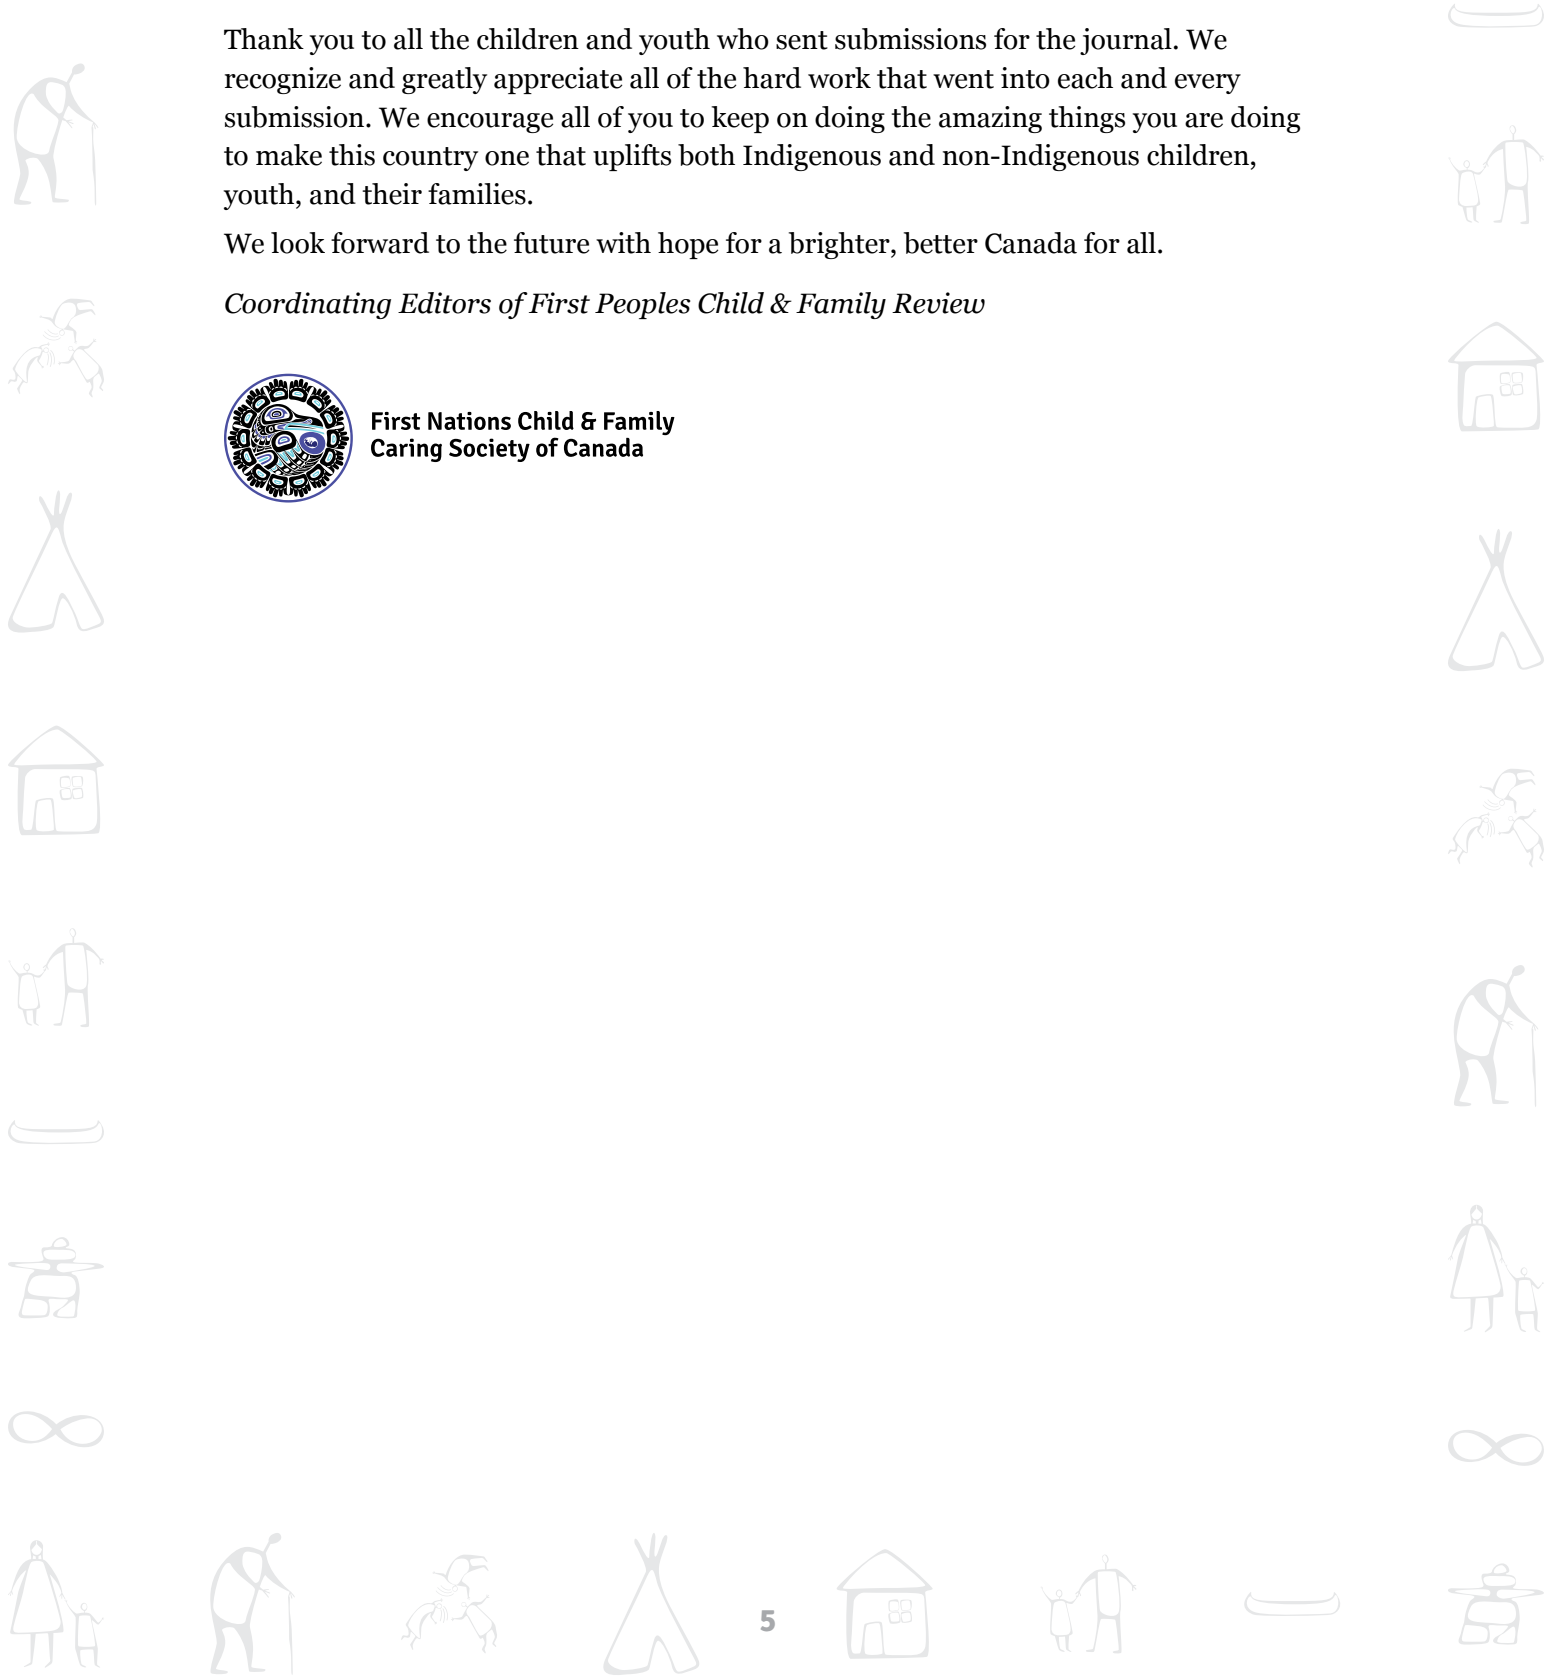 Thank you to all the children and youth who sent submissions for the journal. We
recognize and greatly appreciate all of the hard work that went into each and every
submission. We encourage all of you to keep on doing the amazing things you are doing
to make this country one that uplifts both Indigenous and non-Indigenous children,
youth, and their families.
We look forward to the future with hope for a brighter, better Canada for all.
Coordinating Editors of First Peoples Child & Family Review
First Nations Child & Family
Caring Society of Canada
5